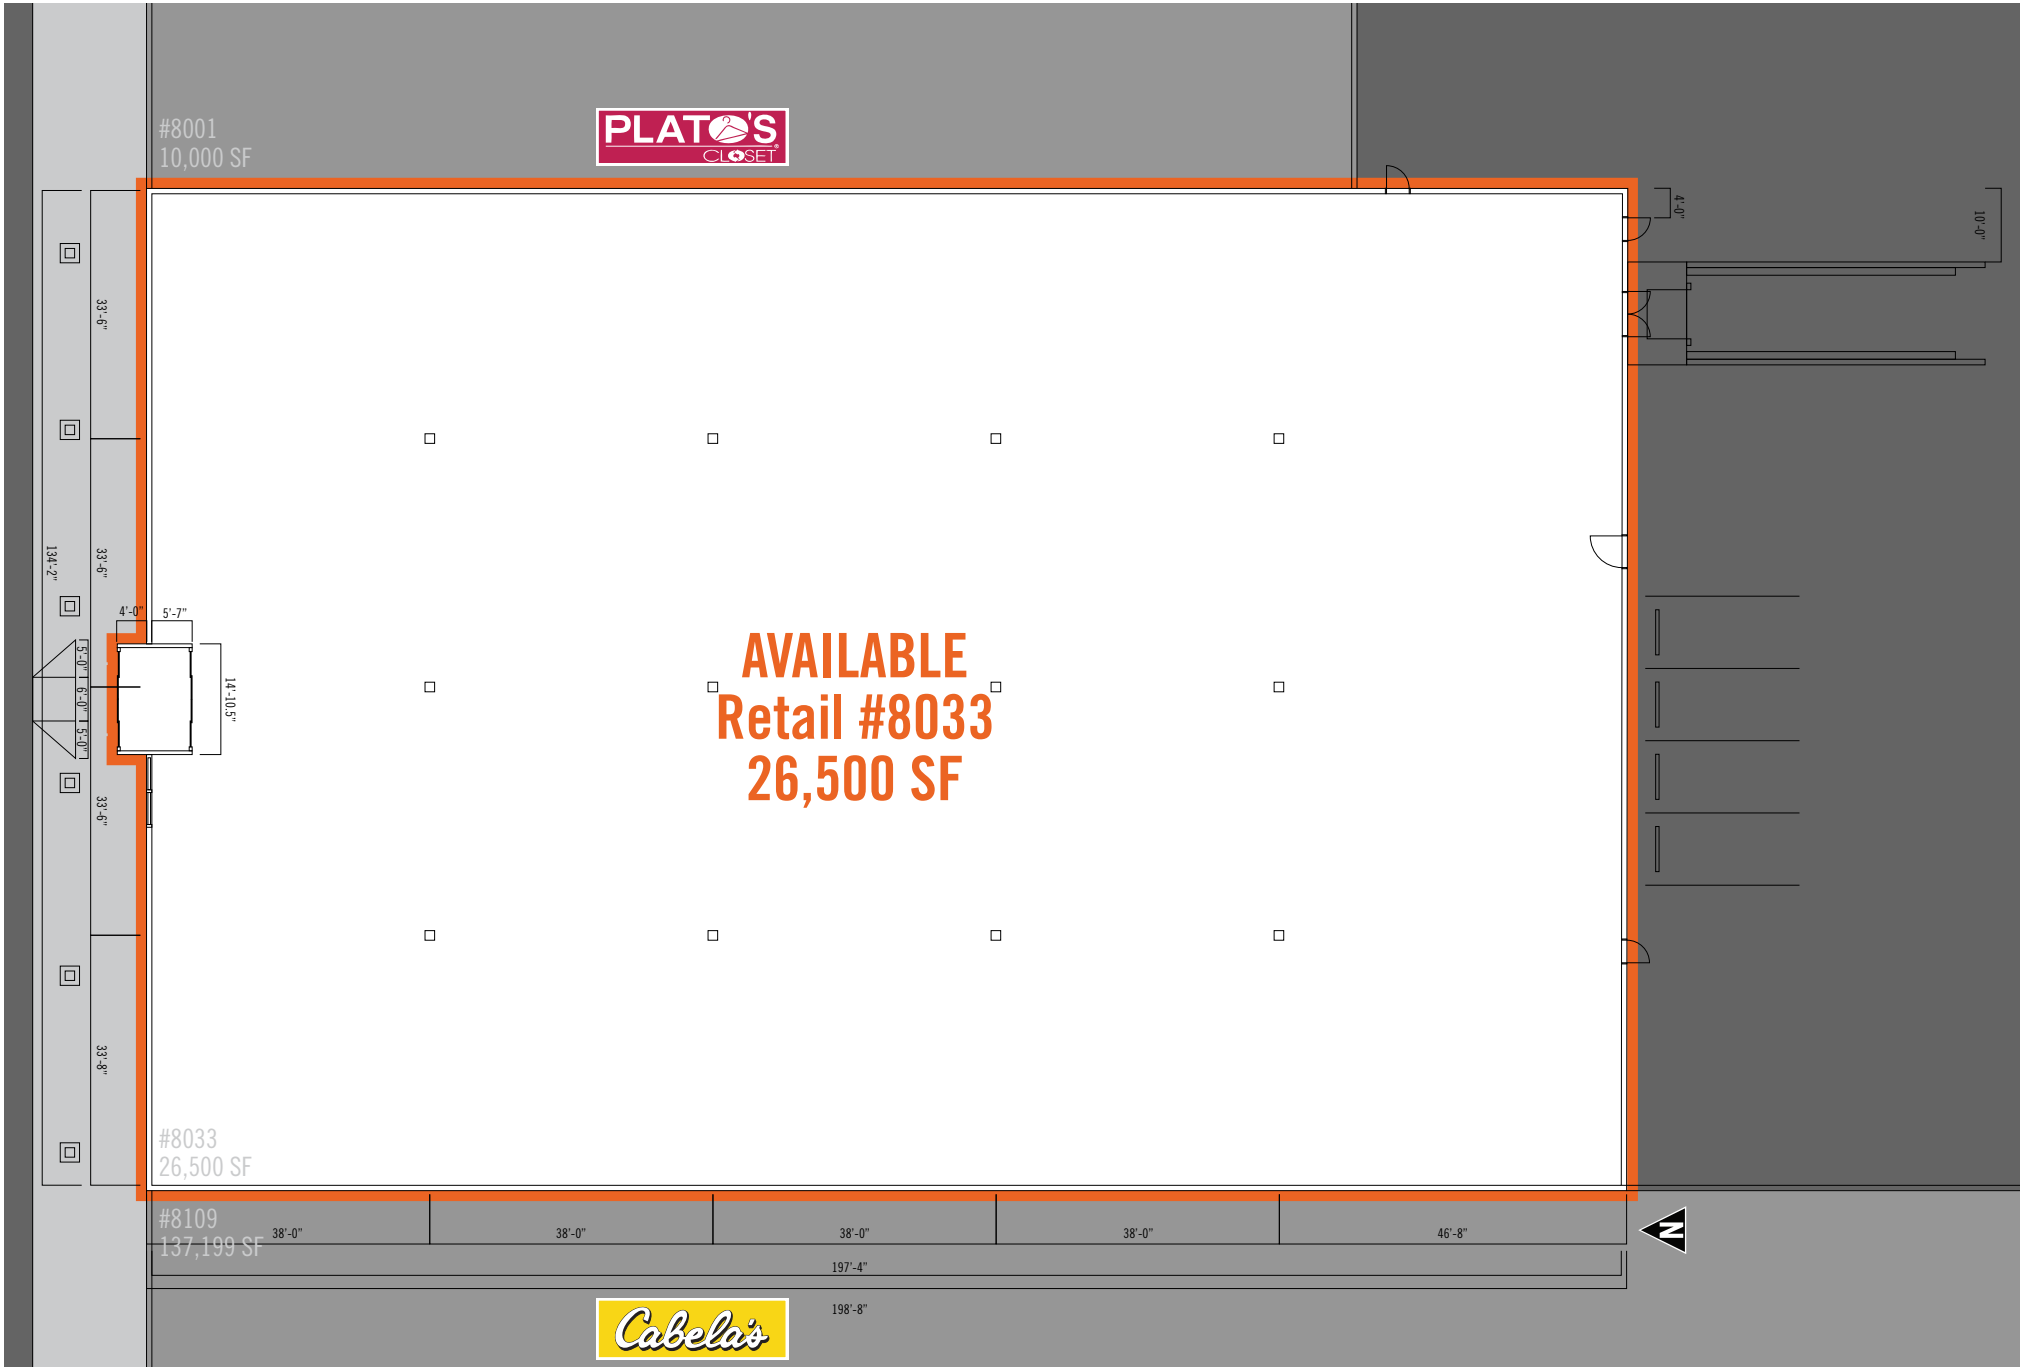 #8001
10,000 SF
PLATO'S
CLOSET
4'-0"
10'-0"
33'-6"
134'-2"
33'-6"
4'-0"
5'-7"
5'-0"
6'-0"
5'-0"
14'-10.5"
AVAILABLE
Retail #8033
26,500 SF
33'-6"
33'-8"
#8033
26,500 SF
#8109
137,199 SF
38'-0"
38'-0"
38'-0"
38'-0"
46'-8"
N
197'-4"
198'-8"
Cabela's